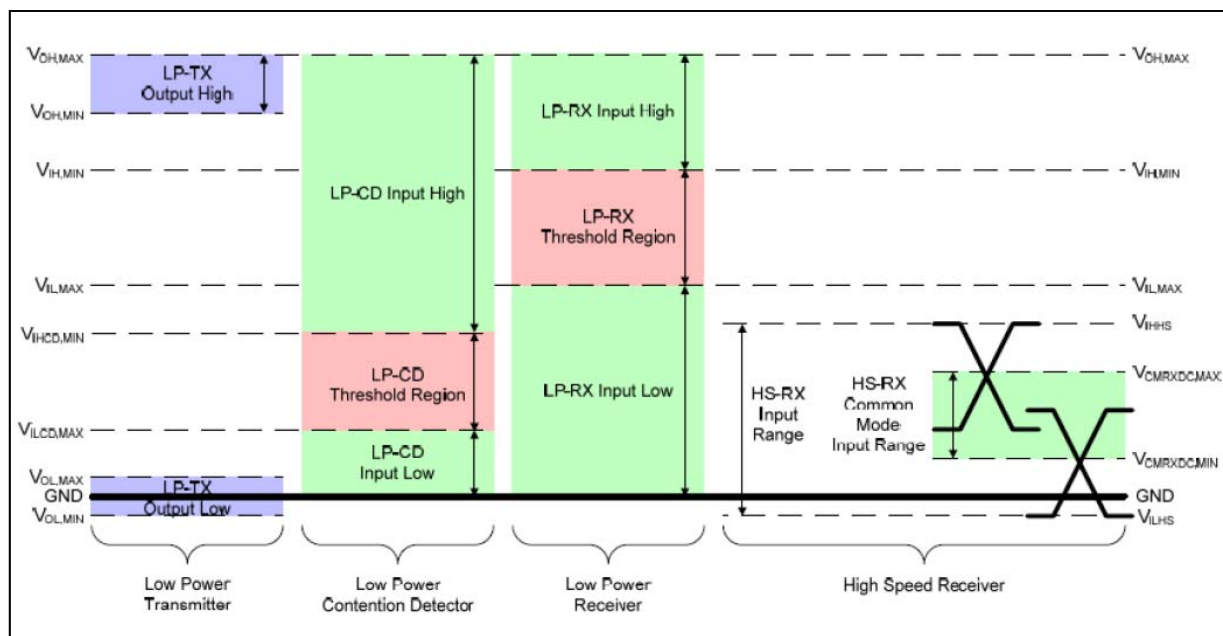 VOH,MAX
LP-TX
Output High
VOH,MIN
VIH,MIN
VIL,MAX
VIHCD,MIN
VILCD,MAX
VOL,MAX
GND
VOL,MIN
LP-TX
Output Low
LP-CD Input High
LP-CD
Threshold Region
LP-CD
Input Low
LP-RX Input High
LP-RX
Threshold Region
LP-RX Input Low
HS-RX
Input
Range
HS-RX
Common
Mode
Input Range
VOH,MAX
VIH,MIN
VIL,MAX
VIHHS
VCMRXDC,MAX
VCMRXDC,MIN
GND
VILHS
Low Power
Transmitter
Low Power
Contention Detector
Low Power
Receiver
High Speed Receiver